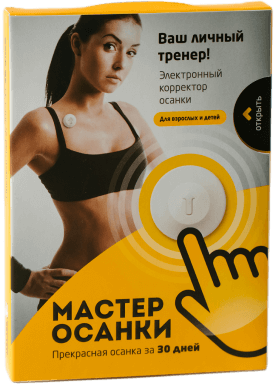 Ваш личный
тренер!
Электронный
корректор
осанки
Для взрослых и детей
открыть
МАСТЕР
ОСАНКИ
Прекрасная осанка за 30 дней